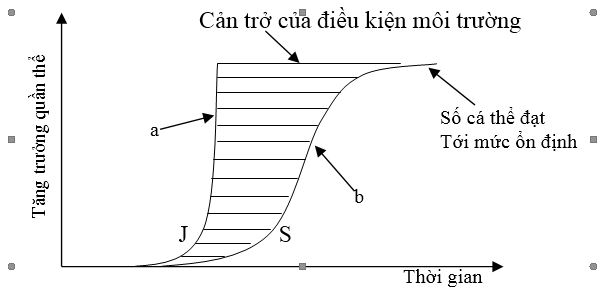 Cản trở của điều kiện môi trường
Tăng trưởng quần thể
a
Số cá thể đạt
Tới mức ổn định
b
J
S
Thời gian